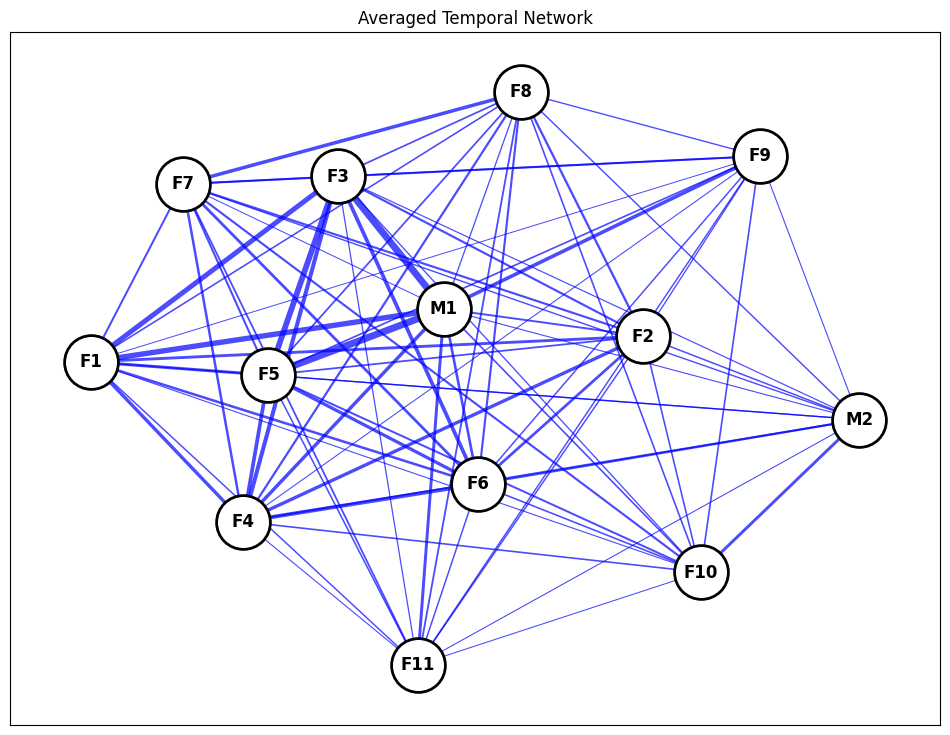 Averaged Temporal Network
F8
F9
F3
F7
M1
F2
F1
F5
M2
F6
F4
F10
F11